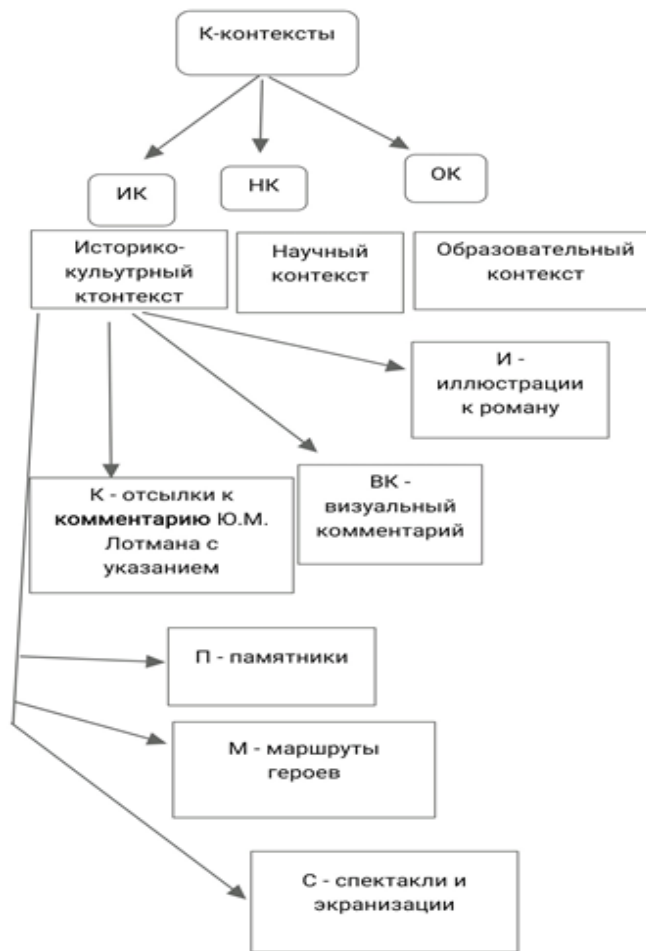 К-контексты
ИК
НК
ОК
Историко-
культурный
ктонтекст
Научный
контекст
Образовательный
контекст
И -
иллюстрации
к роману
К - отсылки к
комментарию Ю.М.
Лотмана с
указанием
ВК -
визуальный
комментарий
П - памятники
М - маршруты
героев
С - спектакли и
экранизации